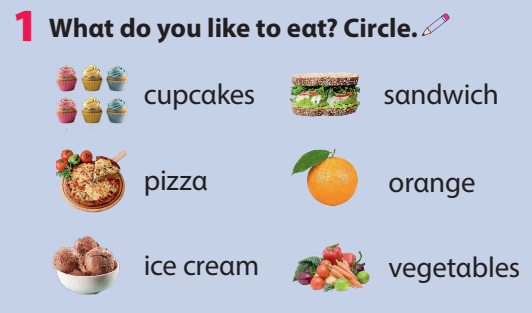 1 What do you like to eat? Circle.
cupcakes sandwich
pizza orange
ice cream vegetables